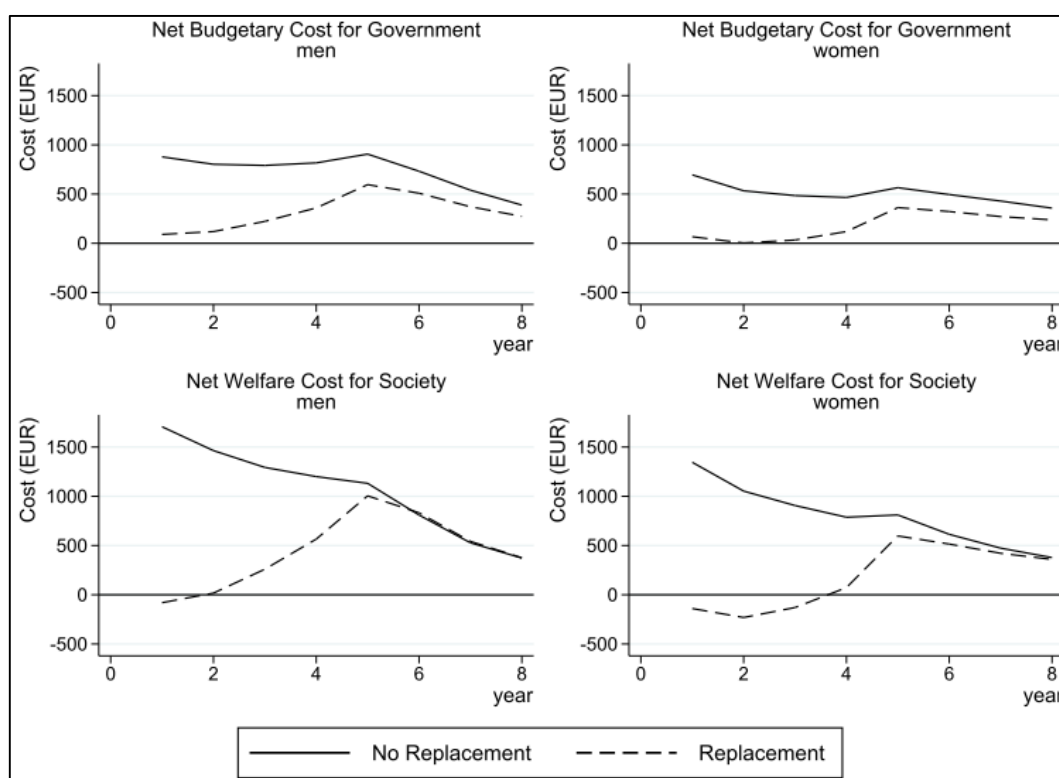 Net Budgetary Cost for Government
men
Cost (EUR)
1500
1000
500
0
-500
0 2 4 6 8
year
Net Budgetary Cost for Government
women
Cost (EUR)
1500
1000
500
0
-500
0 2 4 6 8
year
Net Welfare Cost for Society
men
Cost (EUR)
1500
1000
500
0
-500
0 2 4 6 8
year
Net Welfare Cost for Society
women
Cost (EUR)
1500
1000
500
0
-500
0 2 4 6 8
year
No Replacement Replacement